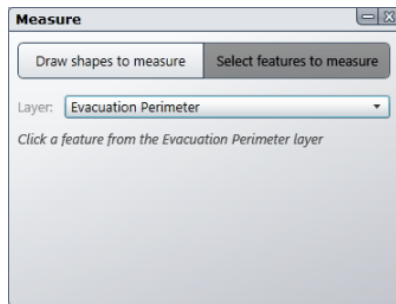 Measure
Draw shapes to measure Select features to measure
Layer: Evacuation Perimeter
Click a feature from the Evacuation Perimeter layer